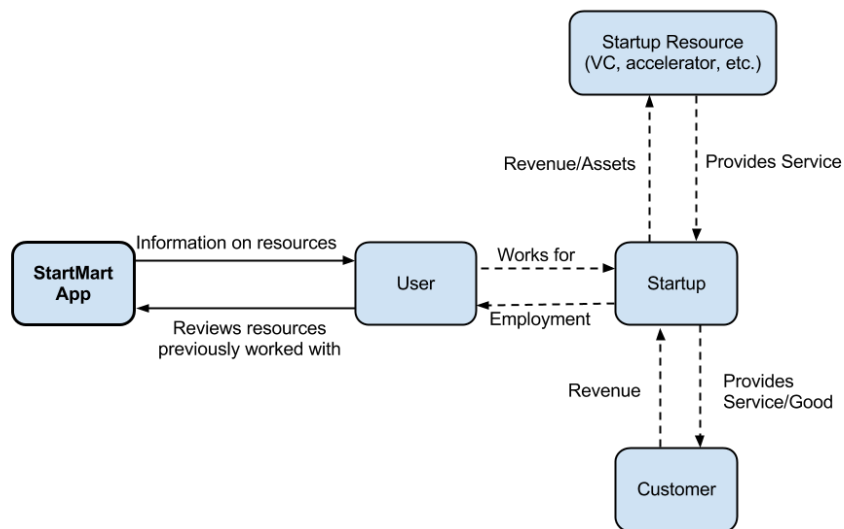 Startup Resource
(VC, accelerator, etc.)
Revenue/Assets
Provides Service
Information on resources
StartMart
App
User
Works for
Startup
Reviews resources
previously worked with
Employment
Revenue
Provides
Service/Good
Customer